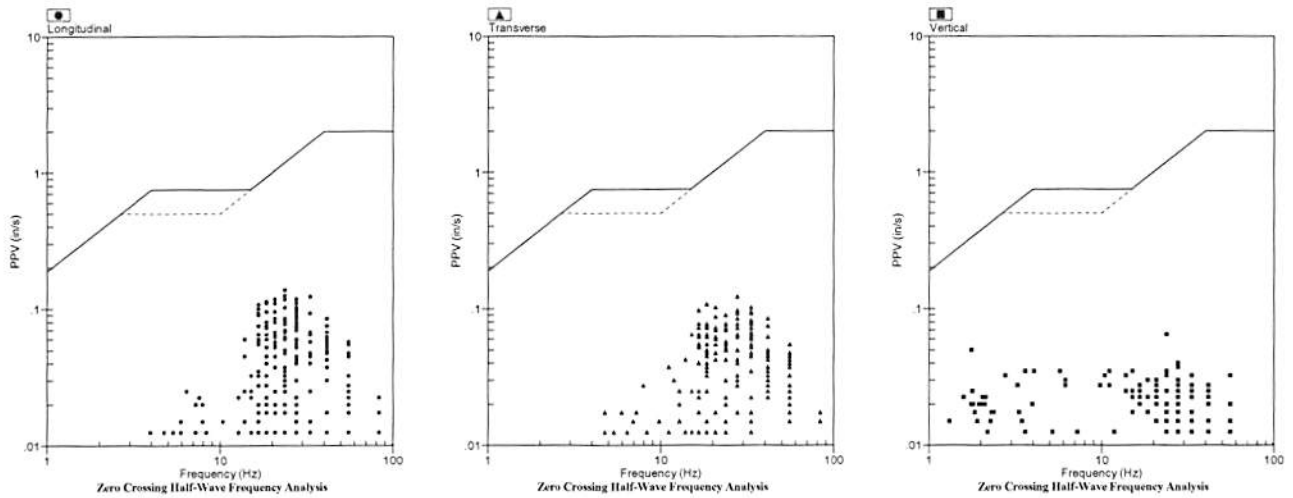 Longitudinal
10
1
.1
.01
PPV (in/s)
1
10
100
Frequency (Hz)
Zero Crossing Half-Wave Frequency Analysis
Transverse
10
1
.1
.01
PPV (in/s)
1
10
100
Frequency (Hz)
Zero Crossing Half-Wave Frequency Analysis
Vertical
10
1
.1
.01
PPV (in/s)
1
10
100
Frequency (Hz)
Zero Crossing Half-Wave Frequency Analysis